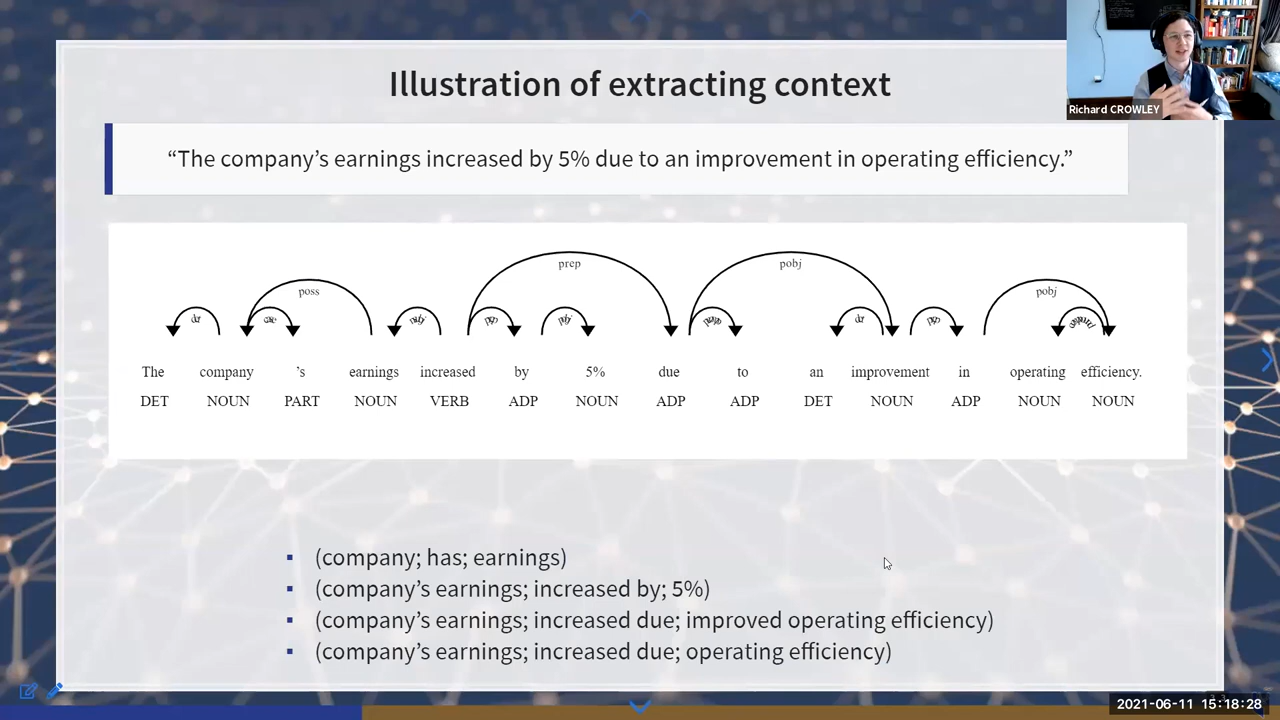 Illustration of extracting context
Richard CROWLEY
“The company’s earnings increased by 5% due to an improvement in operating efficiency.”
prep pobj
poss pobj
The company ’s earnings increased by 5% due to an improvement in operating efficiency.
DET NOUN PART NOUN VERB ADP NOUN ADP ADP DET NOUN ADP NOUN NOUN
(company; has; earnings)
(company’s earnings; increased by; 5%)
(company’s earnings; increased due; improved operating efficiency)
(company’s earnings; increased due; operating efficiency)
2021-06-11 15:18:28